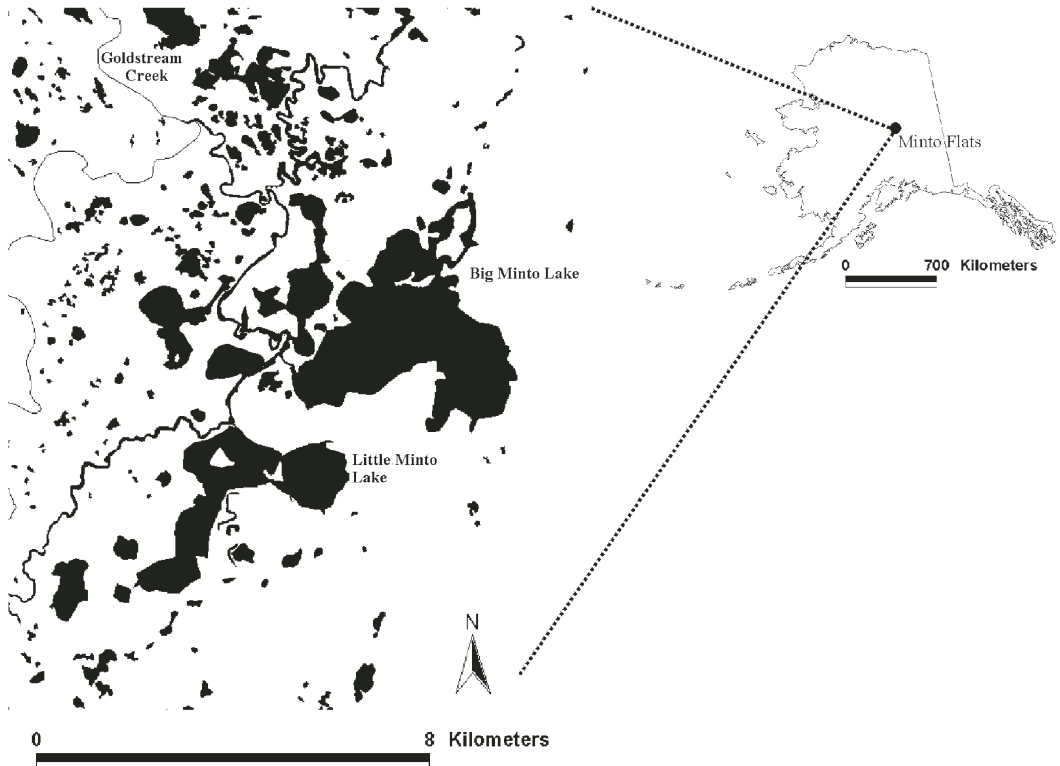 Goldstream
Creek
Minto Flats
Big Minto Lake
0 700 Kilometers
Little Minto
Lake
N
0 8 Kilometers